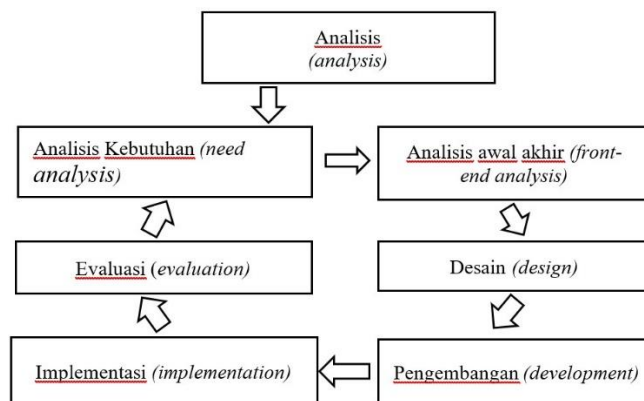 Analisis
(analysis)
Analisis Kebutuhan (need
analysis)
Analisis awal akhir (front-
end analysis)
Evaluasi (evaluation)
Desain (design)
Implementasi (implementation)
Pengembangan (development)